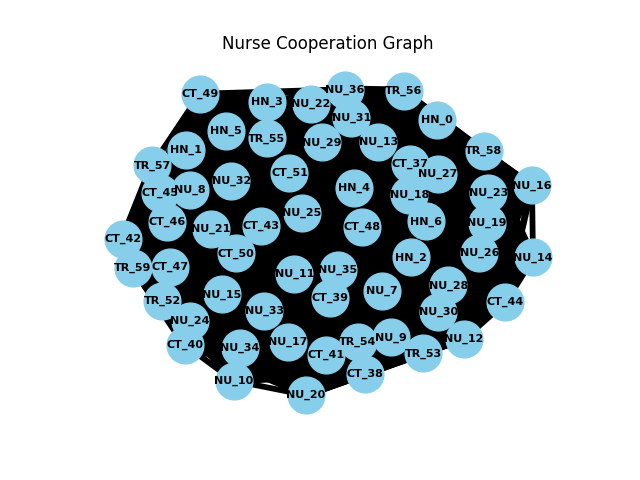 Nurse Cooperation Graph
NU_36
TR_56
CT_49
HN_3
NU_22
NU_31
HN_0
HN_5
TR_55
NU_29
NU_13
HN_1
TR_58
TR_57
CT_37
CT_51
NU_27
NU_32
NU_16
CT_45
NU_8
HN_4
NU_18
NU_23
NU_25
CT_46
NU_21
CT_43
CT_48
HN_6
NU_19
CT_42
CT_50
HN_2
NU_26
NU_14
TR_59
CT_47
NU_11
NU_35
NU_15
CT_39
NU_7
NU_28
TR_52
CT_44
NU_33
NU_30
NU_24
CT_40
NU_34
NU_17
TR_54
NU_9
NU_12
CT_41
TR_53
NU_10
CT_38
NU_20